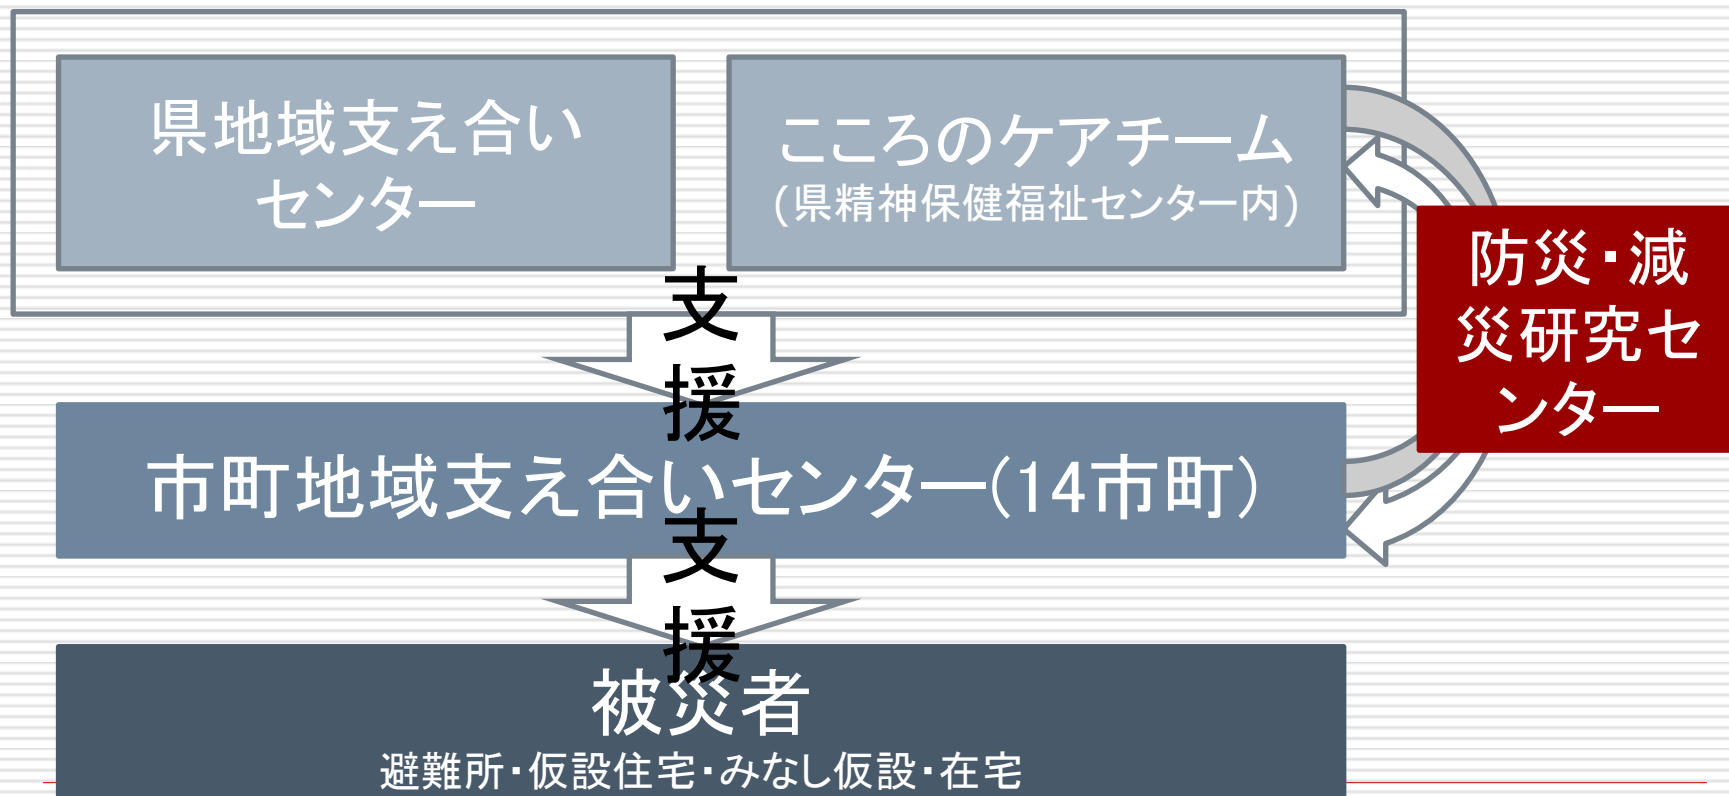 県地域支え合い
センター
こころのケアチーム
(県精神保健福祉センター内)
防災・減
災研究セ
ンター
支
援
市町地域支え合いセンター(14市町)
支
援
被災者
避難所・仮設住宅・みなし仮設・在宅